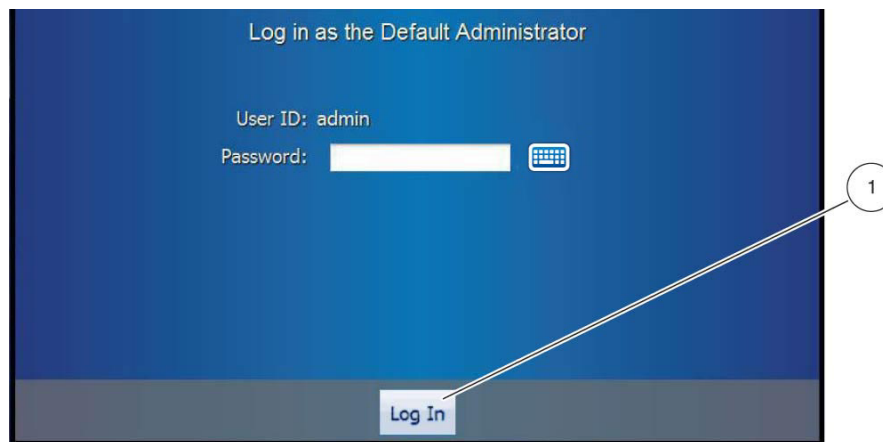 Log in as the Default Administrator
User ID: admin
Password:
1
Log In